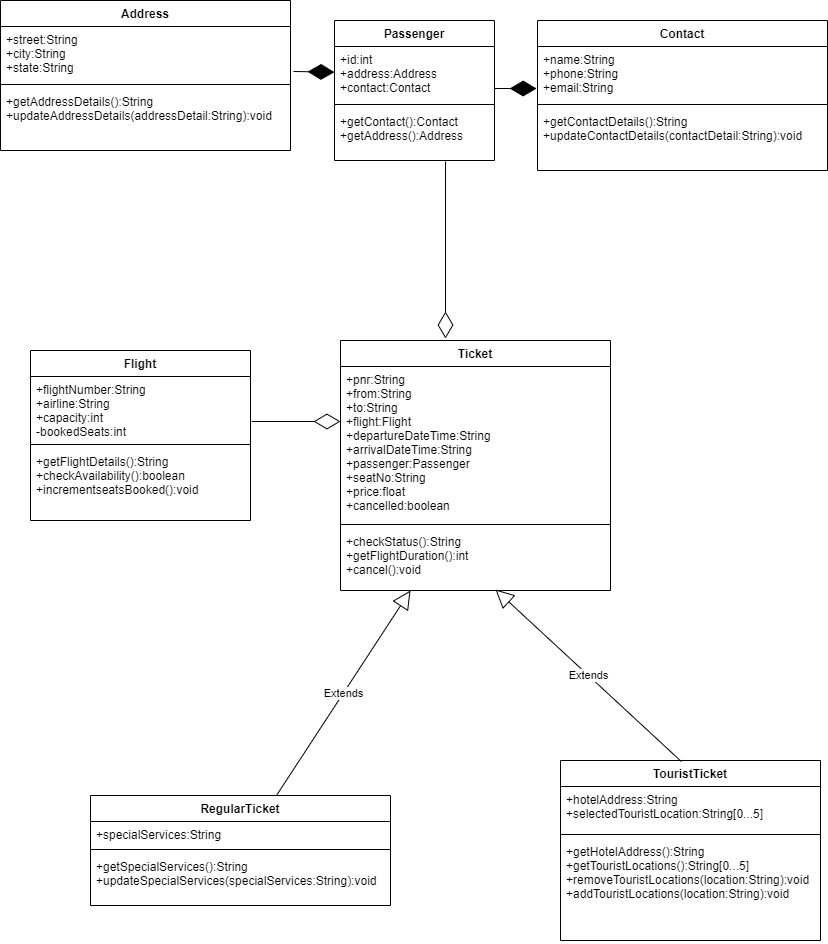 Address
+street:String
+city:String
+state:String
+getAddressDetails():String
+updateAddressDetails(addressDetail:String):void
Passenger
+id:int
+address:Address
+contact:Contact
+getContact():Contact
+getAddress():Address
Contact
+name:String
+phone:String
+email:String
+getContactDetails():String
+updateContactDetails(contactDetail:String):void
Flight
+flightNumber:String
+airline:String
+capacity:int
-bookedSeats:int
+getFlightDetails():String
+checkAvailability():boolean
+incrementseatsBooked():void
Ticket
+pnr:String
+from:String
+to:String
+flight:Flight
+departureDateTime:String
+arrivalDateTime:String
+passenger:Passenger
+seatNo:String
+price:float
+cancelled:boolean
+checkStatus():String
+getFlightDuration():int
+cancel():void
Extends
Extends
RegularTicket
+specialServices:String
+getSpecialServices():String
+updateSpecialServices(specialServices:String):void
TouristTicket
+hotelAddress:String
+selectedTouristLocation:String[0...5]
+getHotelAddress():String
+getTouristLocations():String[0...5]
+removeTouristLocations(location:String):void
+addTouristLocations(location:String):void